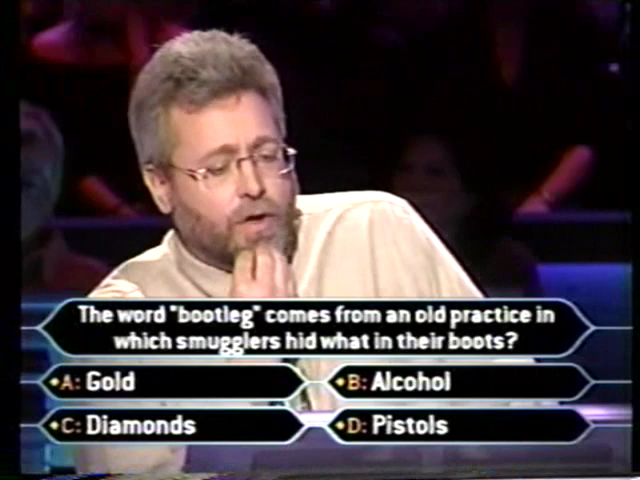 The word "bootleg" comes from an old practice in
which smugglers hid what in their boots?
A: Gold
B: Alcohol
C: Diamonds
D: Pistols